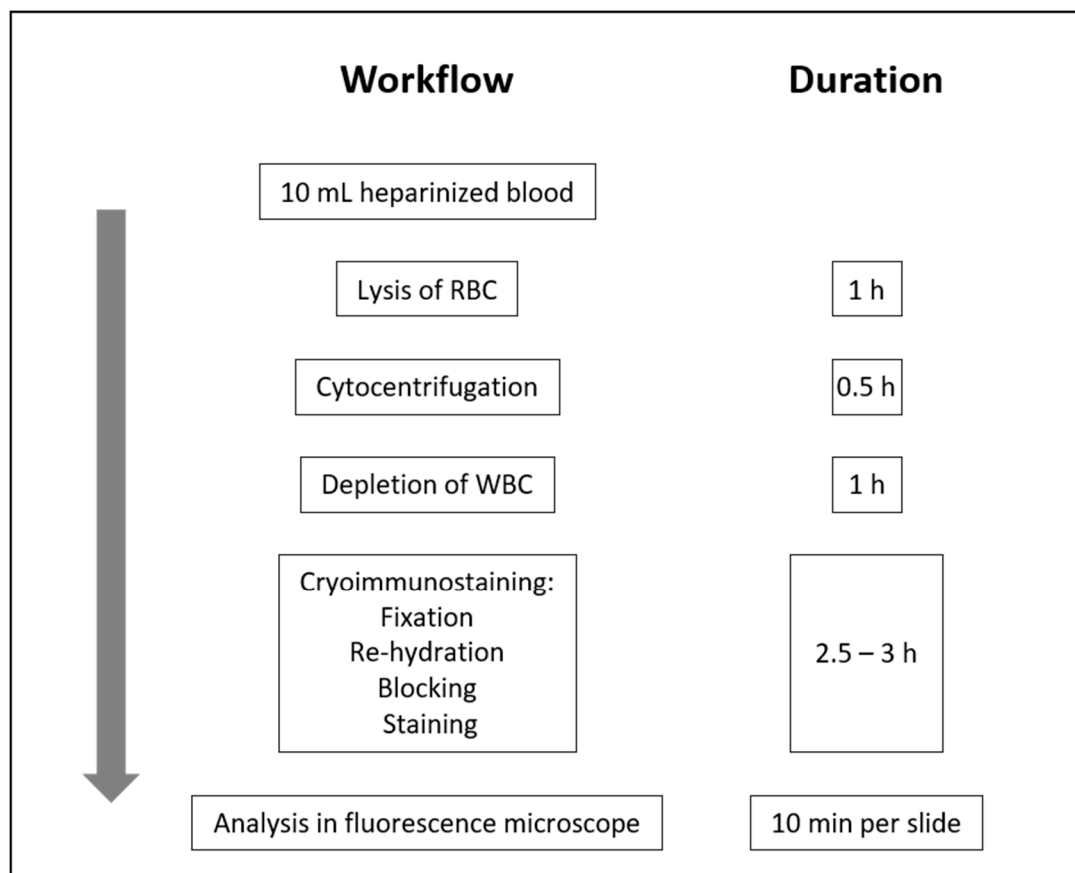 Workflow Duration
10 mL heparinized blood
Lysis of RBC 1 h
Cytocentrifugation 0.5 h
Depletion of WBC 1 h
Cryoimmunostaining:
Fixation
Re-hydration
Blocking
Staining
2.5 – 3 h
Analysis in fluorescence microscope 10 min per slide